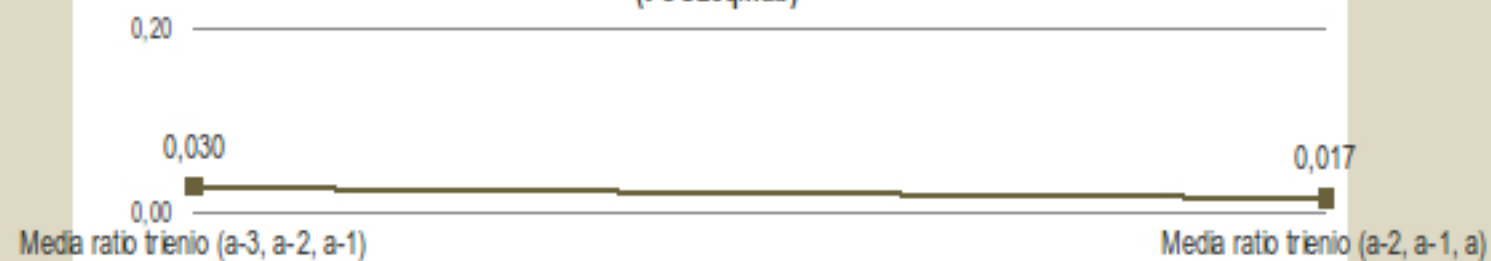 0,20
0,030
0,017
0,00
Media ratio trienio (a-3, a-2, a-1)
Media ratio trienio (a-2, a-1, a)